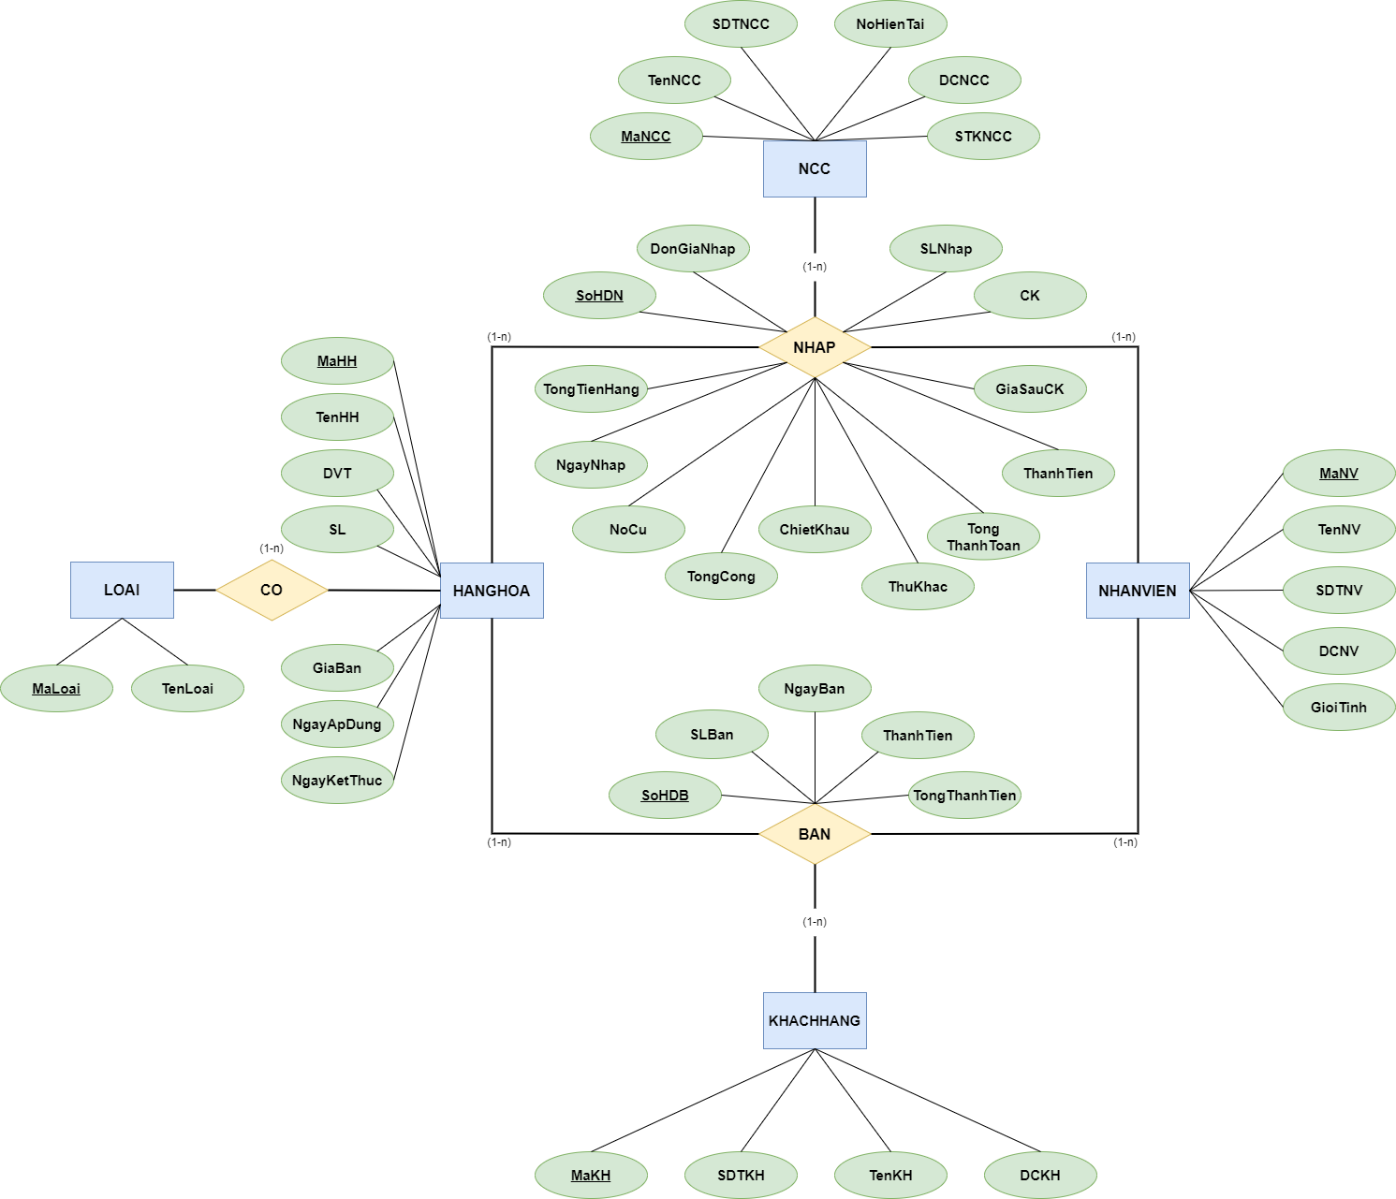 SDTNCC
NoHienTai
TenNCC
DCNCC
MaNCC
STKNCC
NCC
DonGiaNhap
SLNhap
(1-n)
SoHDN
CK
(1-n)
(1-n)
NHAP
MaHH
TongTienHang
GiaSauCK
TenHH
NgayNhap
ThanhTien
MaNV
DVT
NoCu
ChietKhau
Tong
ThanhToan
TenNV
SL
(1-n)
TongCong
ThuKhac
LOAI
CO
HANGHOA
NHANVIEN
SDTNV
DCNV
GiaBan
MaLoai
TenLoai
NgayBan
GioiTinh
NgayApDung
SLBan
ThanhTien
NgayKetThuc
SoHDB
TongThanhTien
BAN
(1-n)
(1-n)
(1-n)
KHACHHANG
MaKH
SDTKH
TenKH
DCKH